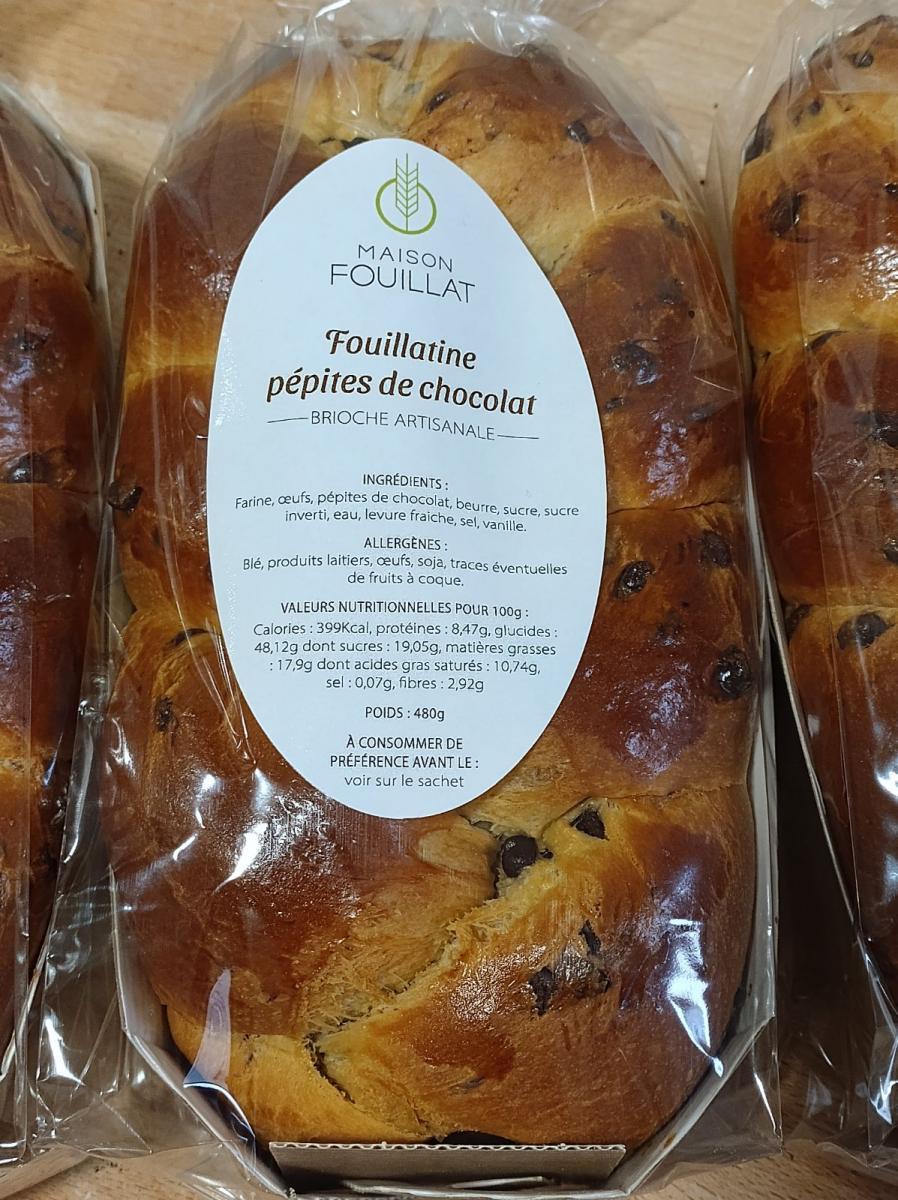 MAISON
FOUILLAT
Fouillatine
pépites de chocolat
BRIOCHE ARTISANALE
INGRÉDIENTS :
Farine, œufs, pépites de chocolat, beurre, sucre, sucre
inverti, eau, levure fraiche, sel, vanille.
ALLERGÈNES :
Blé, produits laitiers, œufs, soja, traces éventuelles
de fruits à coque.
VALEURS NUTRITIONNELLES POUR 100g :
Calories : 399Kcal, protéines : 8,47g, glucides :
48,12g dont sucres : 19,05g, matières grasses
: 17,9g dont acides gras saturés : 10,74g,
sel : 0,07g, fibres : 2,92g
POIDS : 480g
À CONSOMMER DE
PRÉFÉRENCE AVANT LE :
voir sur le sachet